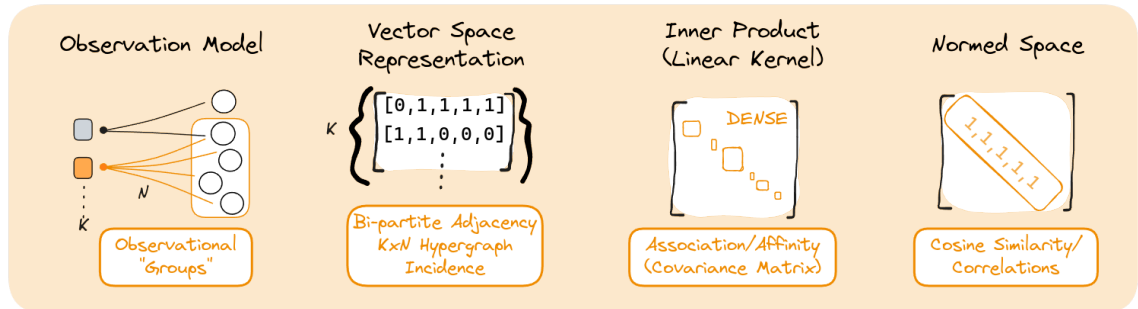 Observation Model
Vector Space
Representation
Inner Product
(Linear Kernel)
Normed Space
N
K
K
[0,1,1,1,1]
[1,1,0,0,0]
DENSE
1,1,1,1,1
Observational
"Groups"
Bi-partite Adjacency
KxN Hypergraph
Incidence
Association/Affinity
(Covariance Matrix)
Cosine Similarity/
Correlations